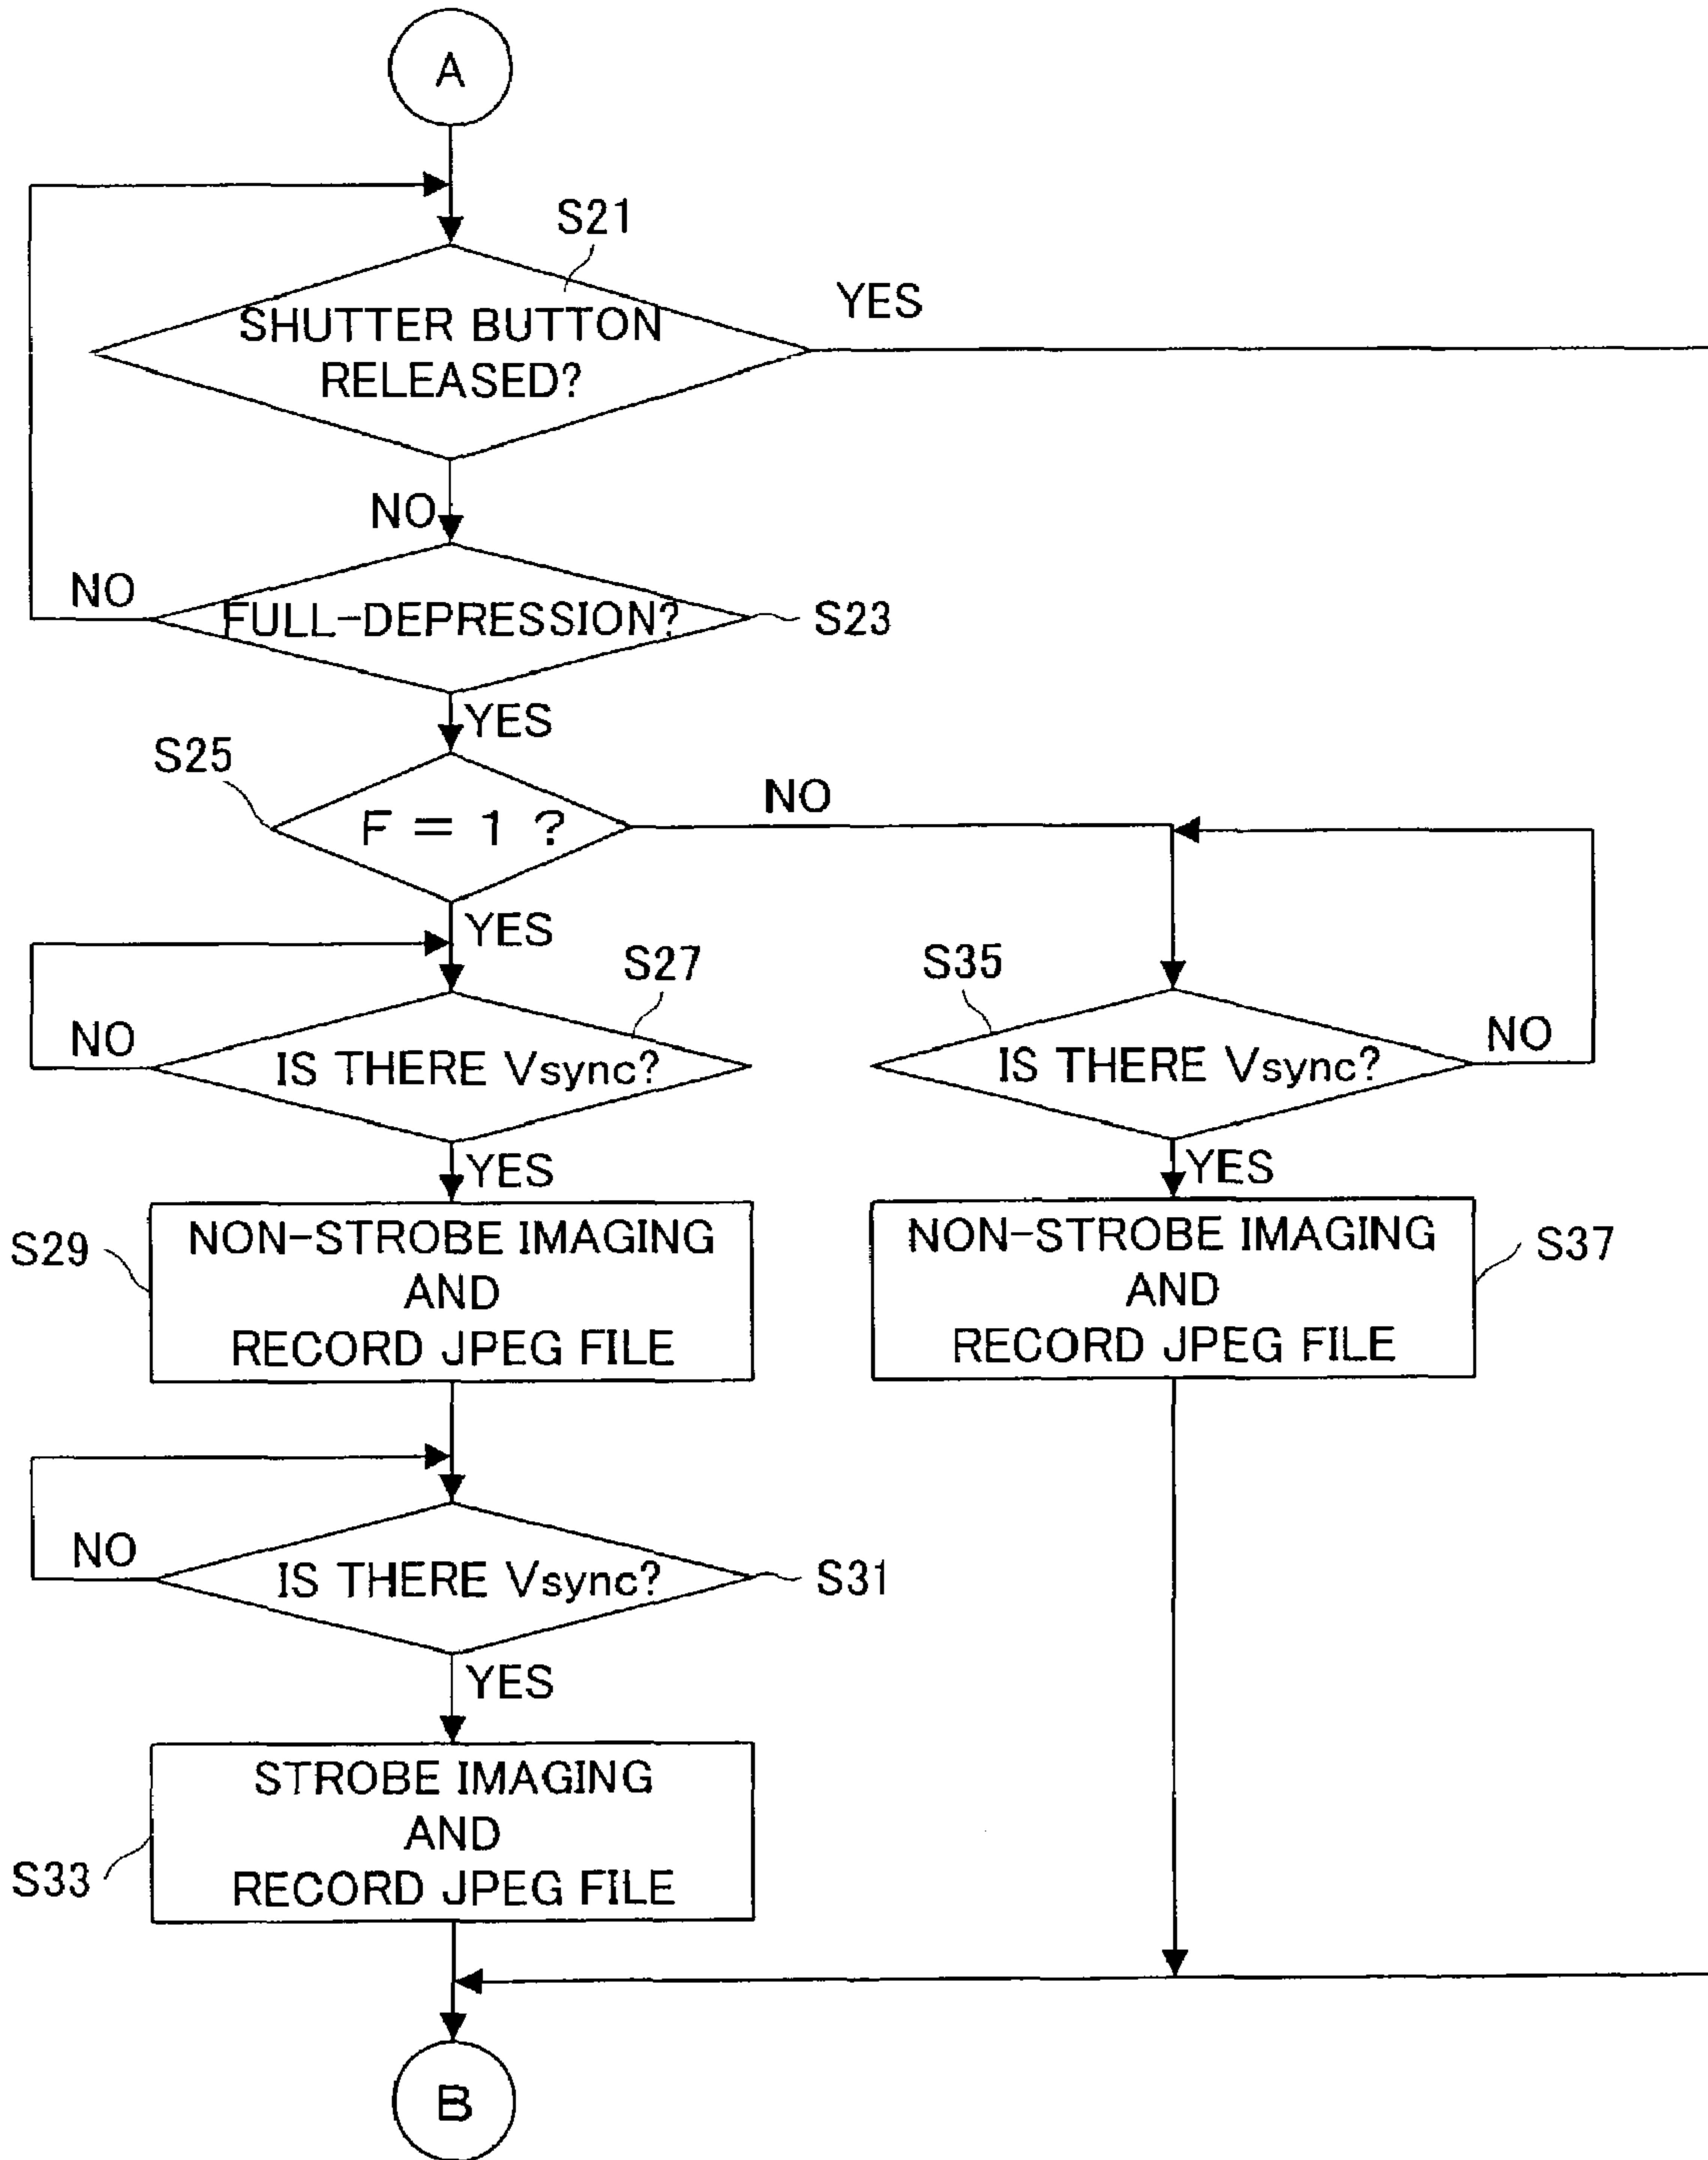 A
S21
SHUTTER BUTTON
RELEASED?
YES
NO
NO
FULL-DEPRESSION?
S23
YES
S25
F = 1 ?
NO
YES
S27
NO
IS THERE Vsync?
S35
IS THERE Vsync?
NO
YES
YES
S29
NON-STROBE IMAGING
AND
RECORD JPEG FILE
NON-STROBE IMAGING
AND
RECORD JPEG FILE
S37
NO
IS THERE Vsync?
S31
YES
STROBE IMAGING
AND
RECORD JPEG FILE
S33
B